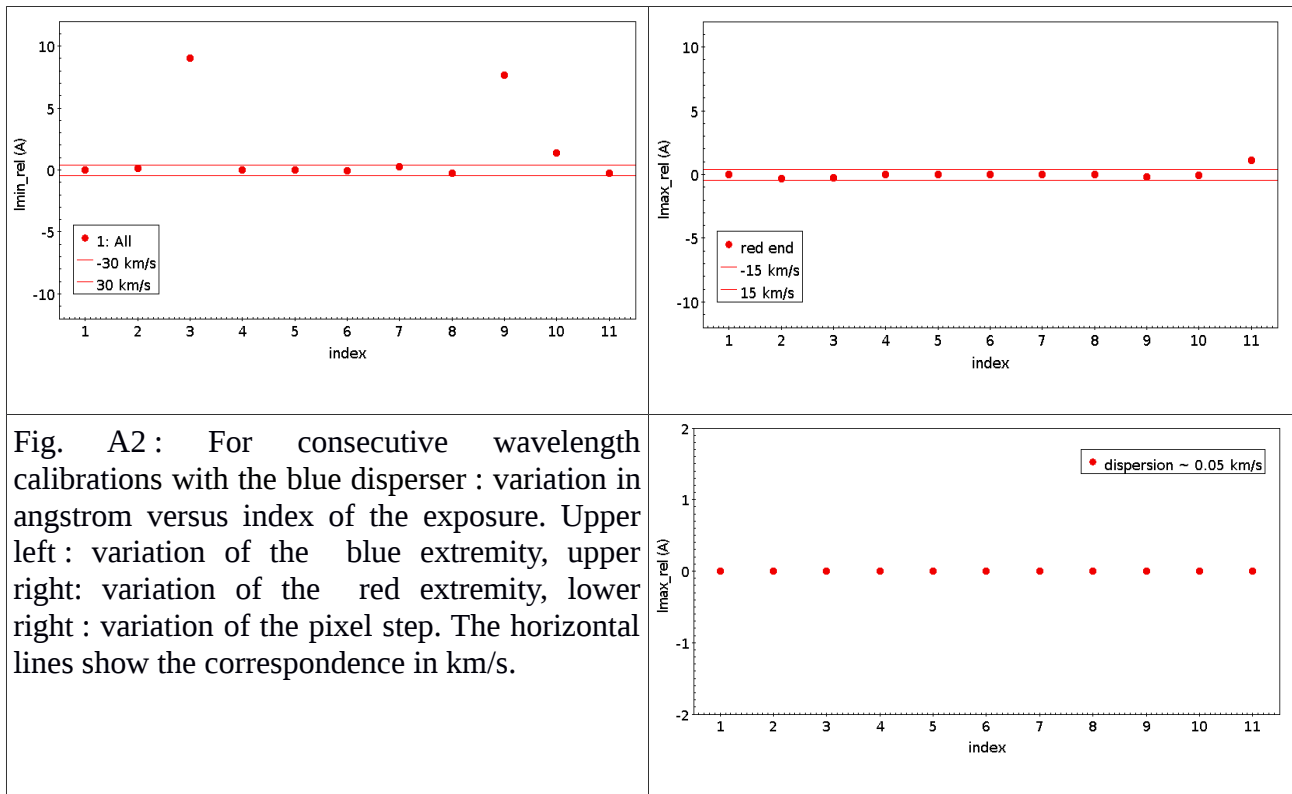 10
5
0
-5
-10
lmin_rel (A)
1: All
-30 km/s
30 km/s
1 2 3 4 5 6 7 8 9 10 11
index
10
5
0
-5
-10
lmax_rel (A)
red end
-15 km/s
15 km/s
1 2 3 4 5 6 7 8 9 10 11
index
Fig. A2 : For consecutive wavelength
calibrations with the blue disperser : variation in
angstrom versus index of the exposure. Upper
left : variation of the blue extremity, upper
right: variation of the red extremity, lower
right : variation of the pixel step. The horizontal
lines show the correspondence in km/s.
2
1
0
-1
-2
lmax_rel (A)
dispersion ~ 0.05 km/s
1 2 3 4 5 6 7 8 9 10 11
index